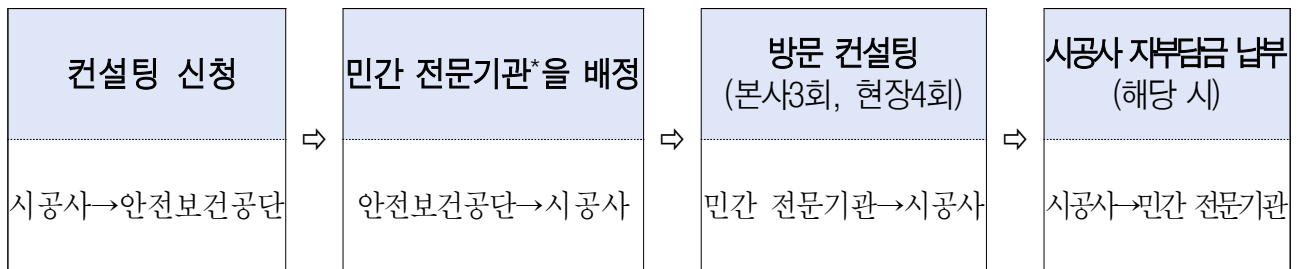 컨설팅 신청
시공사→안전보건공단
⇨
민간 전문기관*을 배정
안전보건공단→시공사
⇨
방문 컨설팅
(본사3회, 현장4회)
민간 전문기관→시공사
⇨
시공사 자부담금 납부
(해당 시)
시공사→민간 전문기관